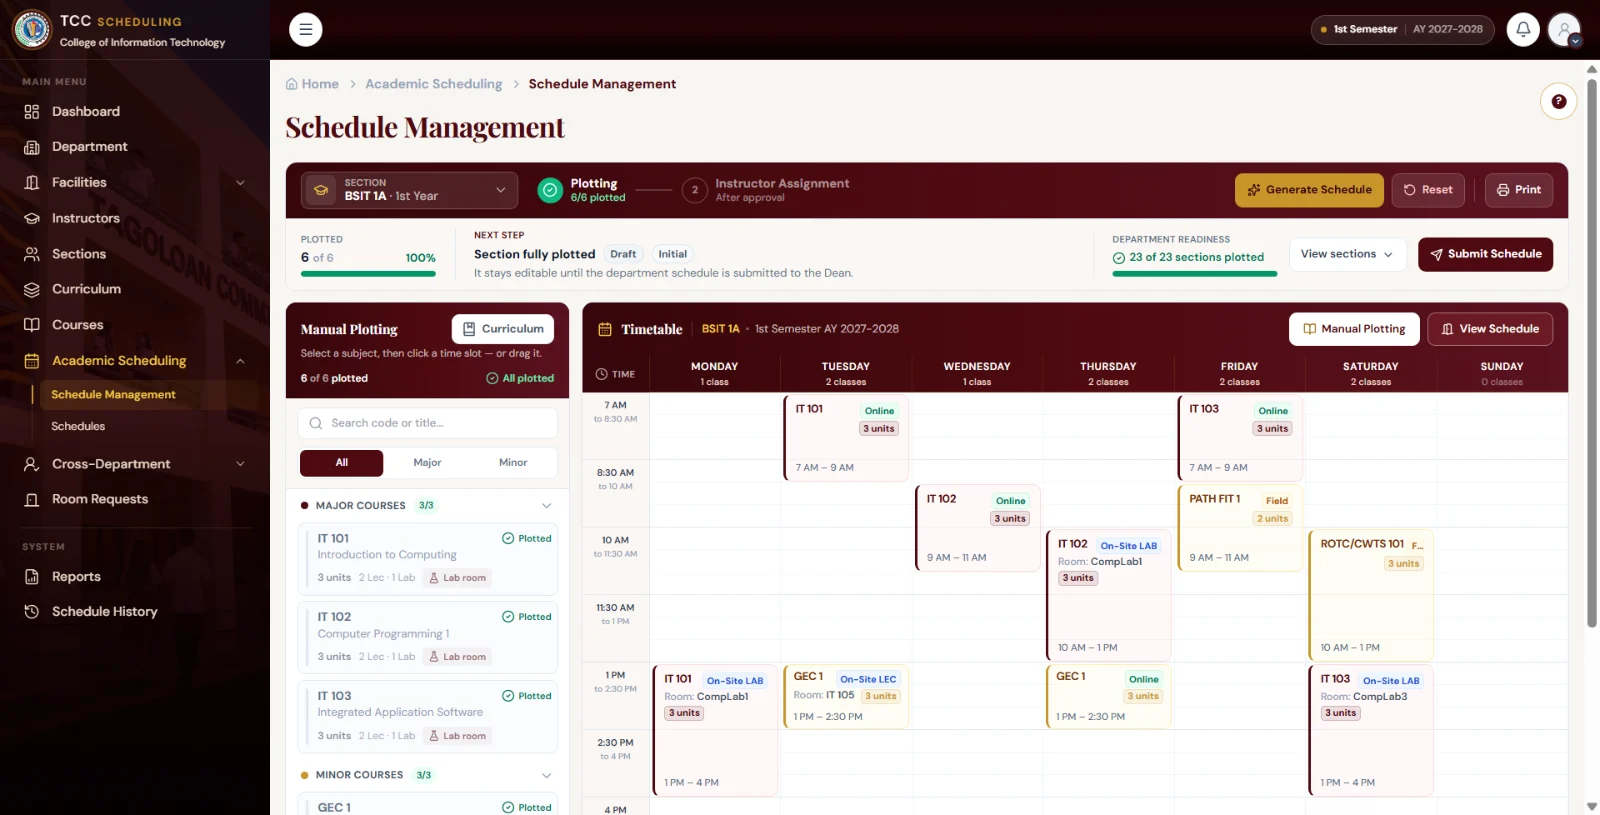 TCC SCHEDULING
College of Information Technology
1st Semester AY 2027-2028
MAIN MENU
Dashboard
Department
Facilities
Instructors
Sections
Curriculum
Courses
Academic Scheduling
Schedule Management
Schedules
Cross-Department
Room Requests
SYSTEM
Reports
Schedule History
Home > Academic Scheduling > Schedule Management
?
Schedule Management
SECTION
BSIT 1A · 1st Year
Plotting
6/6 plotted
2
Instructor Assignment
After approval
Generate Schedule
Reset
Print
PLOTTED
6 of 6 100%
NEXT STEP
Section fully plotted Draft Initial
It stays editable until the department schedule is submitted to the Dean.
DEPARTMENT READINESS
23 of 23 sections plotted
View sections
Submit Schedule
Manual Plotting
Curriculum
Select a subject, then click a time slot — or drag it.
6 of 6 plotted
All plotted
Search code or title...
All Major Minor
MAJOR COURSES 3/3
IT 101 Plotted
Introduction to Computing
3 units 2 Lec · 1 Lab Lab room
IT 102 Plotted
Computer Programming 1
3 units 2 Lec · 1 Lab Lab room
IT 103 Plotted
Integrated Application Software
3 units 2 Lec · 1 Lab Lab room
MINOR COURSES 3/3
GEC 1 Plotted
Timetable BSIT 1A • 1st Semester AY 2027-2028
Manual Plotting
View Schedule
TIME
MONDAY
1 class
TUESDAY
2 classes
WEDNESDAY
1 class
THURSDAY
2 classes
FRIDAY
2 classes
SATURDAY
2 classes
SUNDAY
0 classes
7 AM
to 8:30 AM
8:30 AM
to 10 AM
10 AM
to 11:30 AM
11:30 AM
to 1 PM
1 PM
to 2:30 PM
2:30 PM
to 4 PM
4 PM
IT 101 On-Site LAB
Room: CompLab1
3 units
1 PM – 4 PM
IT 101 Online
3 units
7 AM – 9 AM
GEC 1 On-Site LEC
Room: IT 105 3 units
1 PM – 2:30 PM
IT 102 Online
3 units
9 AM – 11 AM
IT 102 On-Site LAB
Room: CompLab1
3 units
10 AM – 1 PM
GEC 1 Online
3 units
1 PM – 2:30 PM
IT 103 Online
3 units
7 AM – 9 AM
PATH FIT 1 Field
2 units
9 AM – 11 AM
ROTC/CWTS 101 F...
3 units
10 AM – 1 PM
IT 103 On-Site LAB
Room: CompLab3
3 units
1 PM – 4 PM